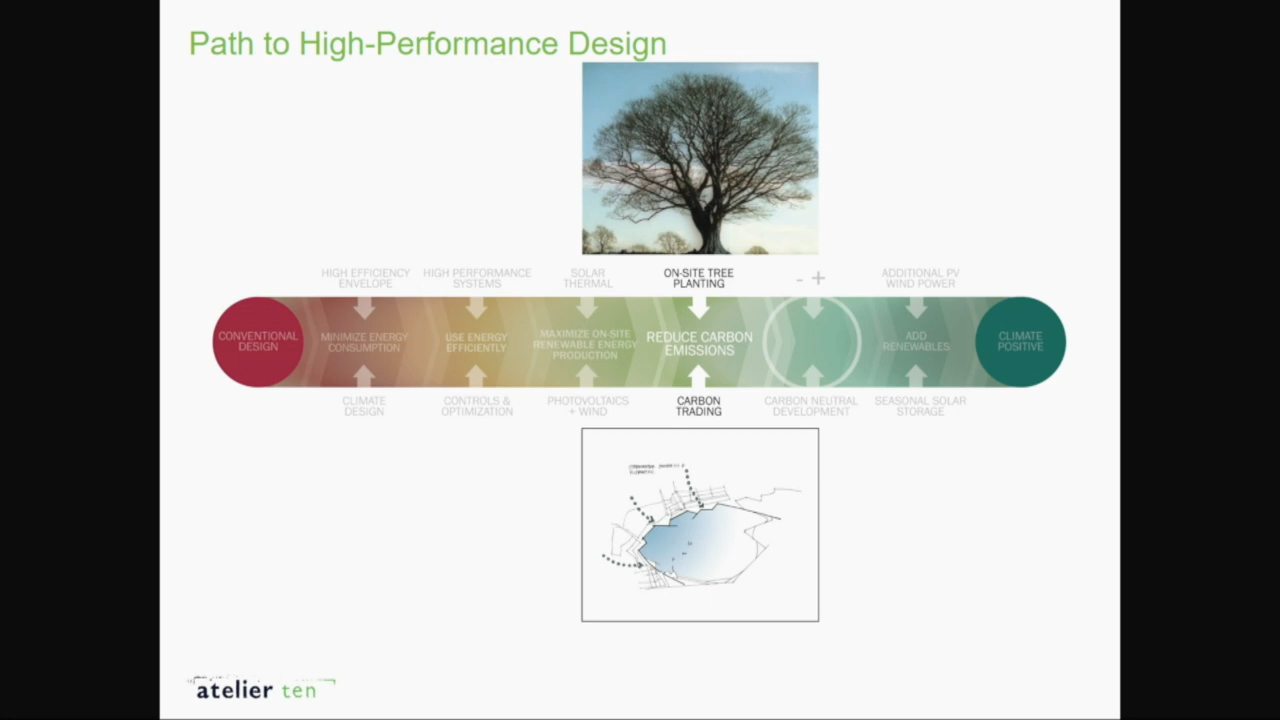 Path to High-Performance Design
HIGH EFFICIENCY
ENVELOPE
HIGH PERFORMANCE
SYSTEMS
SOLAR
THERMAL
ON-SITE TREE
PLANTING
- +
ADDITIONAL PV
WIND POWER
CONVENTIONAL
DESIGN
MINIMIZE ENERGY
CONSUMPTION
USE ENERGY
EFFICIENTLY
MAXIMIZE ON-SITE
RENEWABLE ENERGY
PRODUCTION
REDUCE CARBON
EMISSIONS
ADD
RENEWABLES
CLIMATE
POSITIVE
CLIMATE
DESIGN
CONTROLS &
OPTIMIZATION
PHOTOVOLTAICS
+ WIND
CARBON
TRADING
CARBON NEUTRAL
DEVELOPMENT
SEASONAL SOLAR
STORAGE
atelier ten